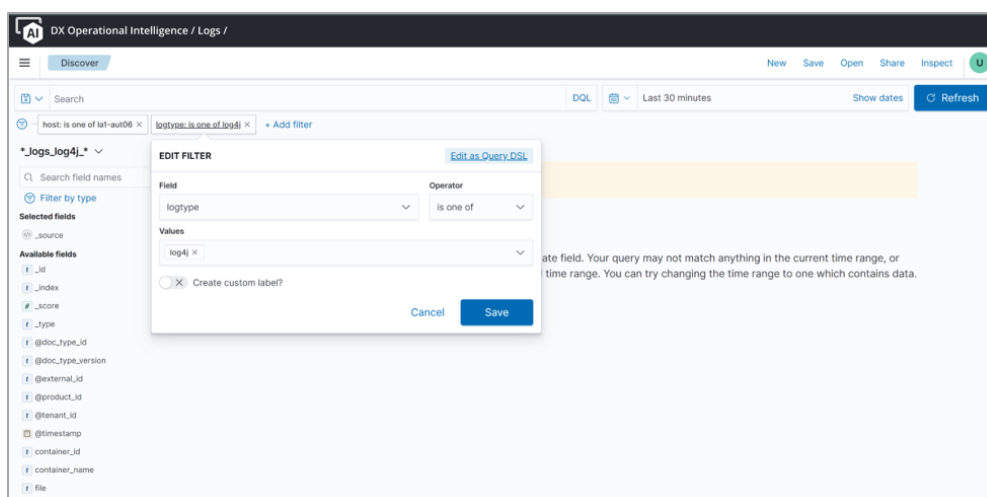 AI DX Operational Intelligence / Logs /
Discover New Save Open Share Inspect U
Search DQL Last 30 minutes Show dates Refresh
host: is one of la1-aut06 × logtype: is one of log4j × + Add filter
*_logs_log4j_*
Search field names
Filter by type
Selected fields
_source
Available fields
t _id
t _index
# _score
t _type
t @doc_type_id
t @doc_type_version
t @external_id
t @product_id
t @tenant_id
@timestamp
t container_id
t container_name
t file
EDIT FILTER Edit as Query DSL
Field Operator
logtype is one of
Values
log4j ×
Create custom label?
Cancel Save
ate field. Your query may not match anything in the current time range, or
time range. You can try changing the time range to one which contains data.